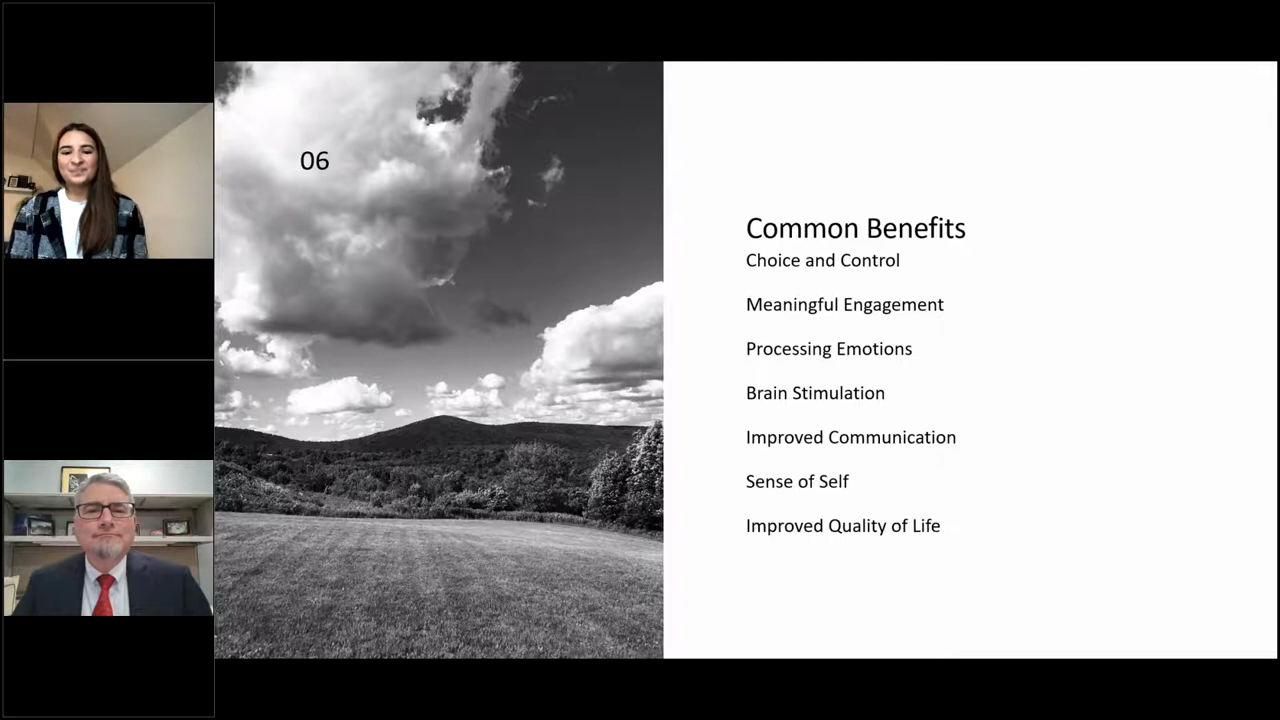 06
Common Benefits
Choice and Control
Meaningful Engagement
Processing Emotions
Brain Stimulation
Improved Communication
Sense of Self
Improved Quality of Life